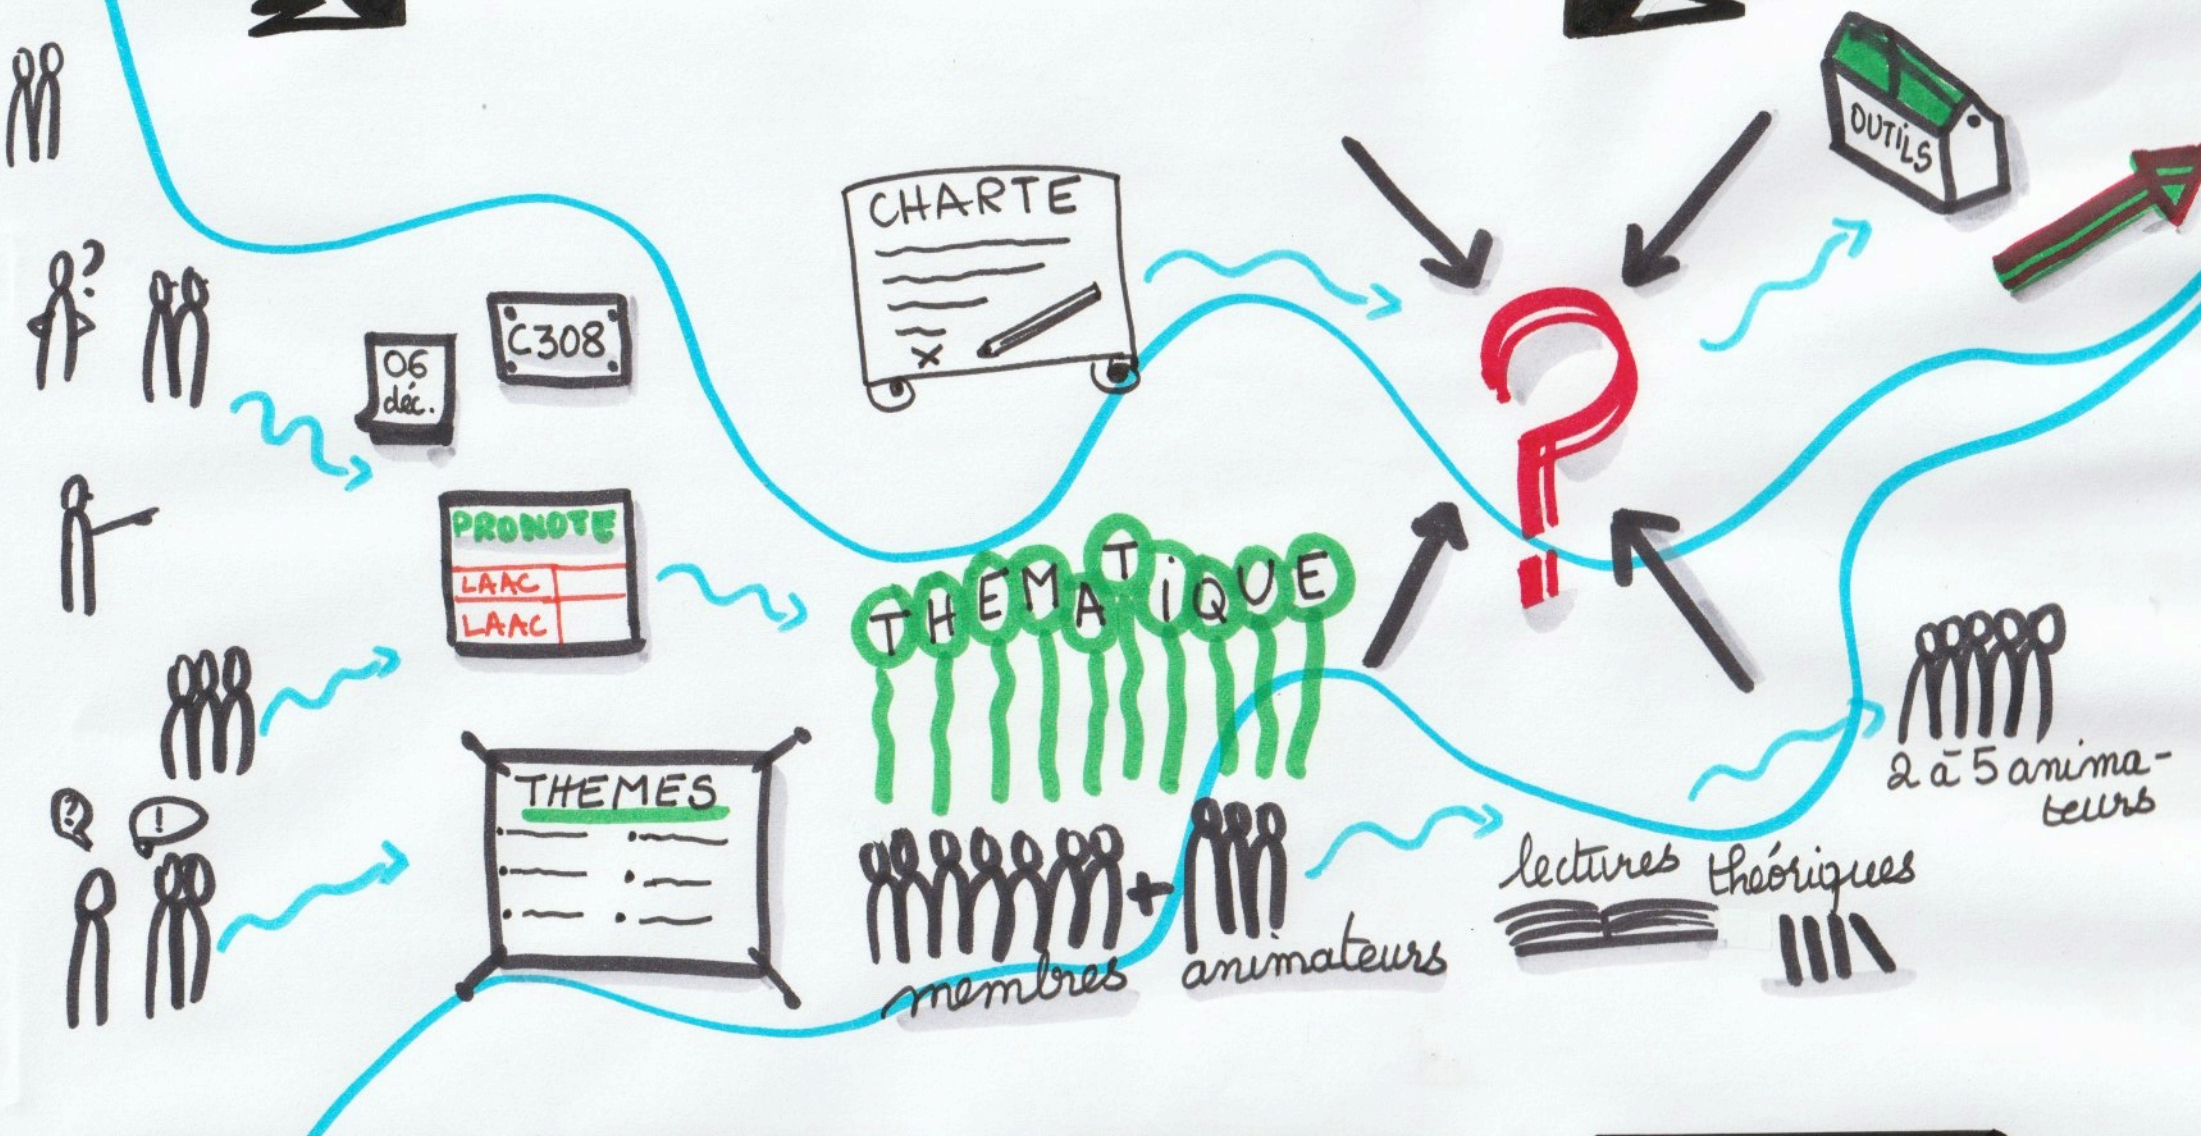 OUTILS
CHARTE
X
?
C308
06
déc.
?
PRONOTE
LAAC
LAAC
THEMATiQUE
2 à 5 anima-
teurs
THEMES
? !
+
lectures théoriques
membres
animateurs